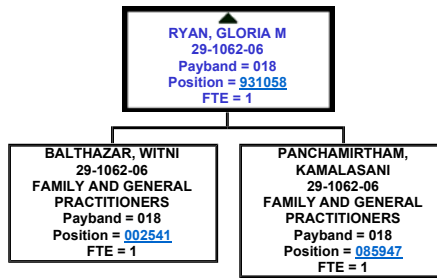 RYAN, GLORIA M
29-1062-06
Payband = 018
Position = 931058
FTE = 1
BALTHAZAR, WITNI
29-1062-06
FAMILY AND GENERAL
PRACTITIONERS
Payband = 018
Position = 002541
FTE = 1
PANCHAMIRTHAM,
KAMALASANI
29-1062-06
FAMILY AND GENERAL
PRACTITIONERS
Payband = 018
Position = 085947
FTE = 1